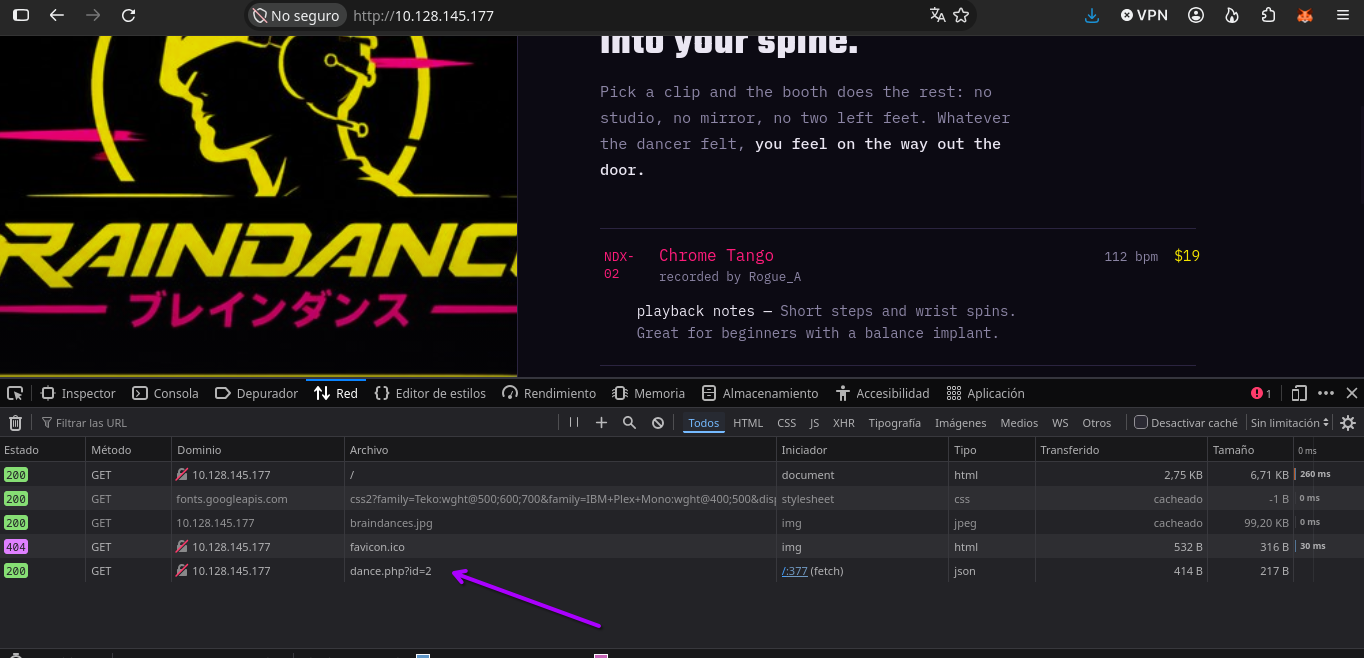 No seguro http://10.128.145.177 VPN
into your spine.
Pick a clip and the booth does the rest: no
studio, no mirror, no two left feet. Whatever
the dancer felt, you feel on the way out the
door.
RAINDANC
ブレインダンス
NDX-02 Chrome Tango 112 bpm $19
recorded by Rogue_A
playback notes — Short steps and wrist spins.
Great for beginners with a balance implant.
Inspector Consola Depurador Red Editor de estilos Rendimiento Memoria Almacenamiento Accesibilidad Aplicación 1
Filtrar las URL Todos HTML CSS JS XHR Tipografía Imágenes Medios WS Otros Desactivar caché Sin limitación
Estado Método Dominio Archivo Iniciador Tipo Transferido Tamaño 0 ms
200 GET 10.128.145.177 / document html 2,75 KB 6,71 KB 260 ms
200 GET fonts.googleapis.com css2?family=Teko:wght@500;600;700&family=IBM+Plex+Mono:wght@400;500&disp stylesheet css cacheado -1 B 0 ms
200 GET 10.128.145.177 braindances.jpg img jpeg cacheado 99,20 KB 0 ms
404 GET 10.128.145.177 favicon.ico img html 532 B 316 B 30 ms
200 GET 10.128.145.177 dance.php?id=2 /:377 (fetch) json 414 B 217 B